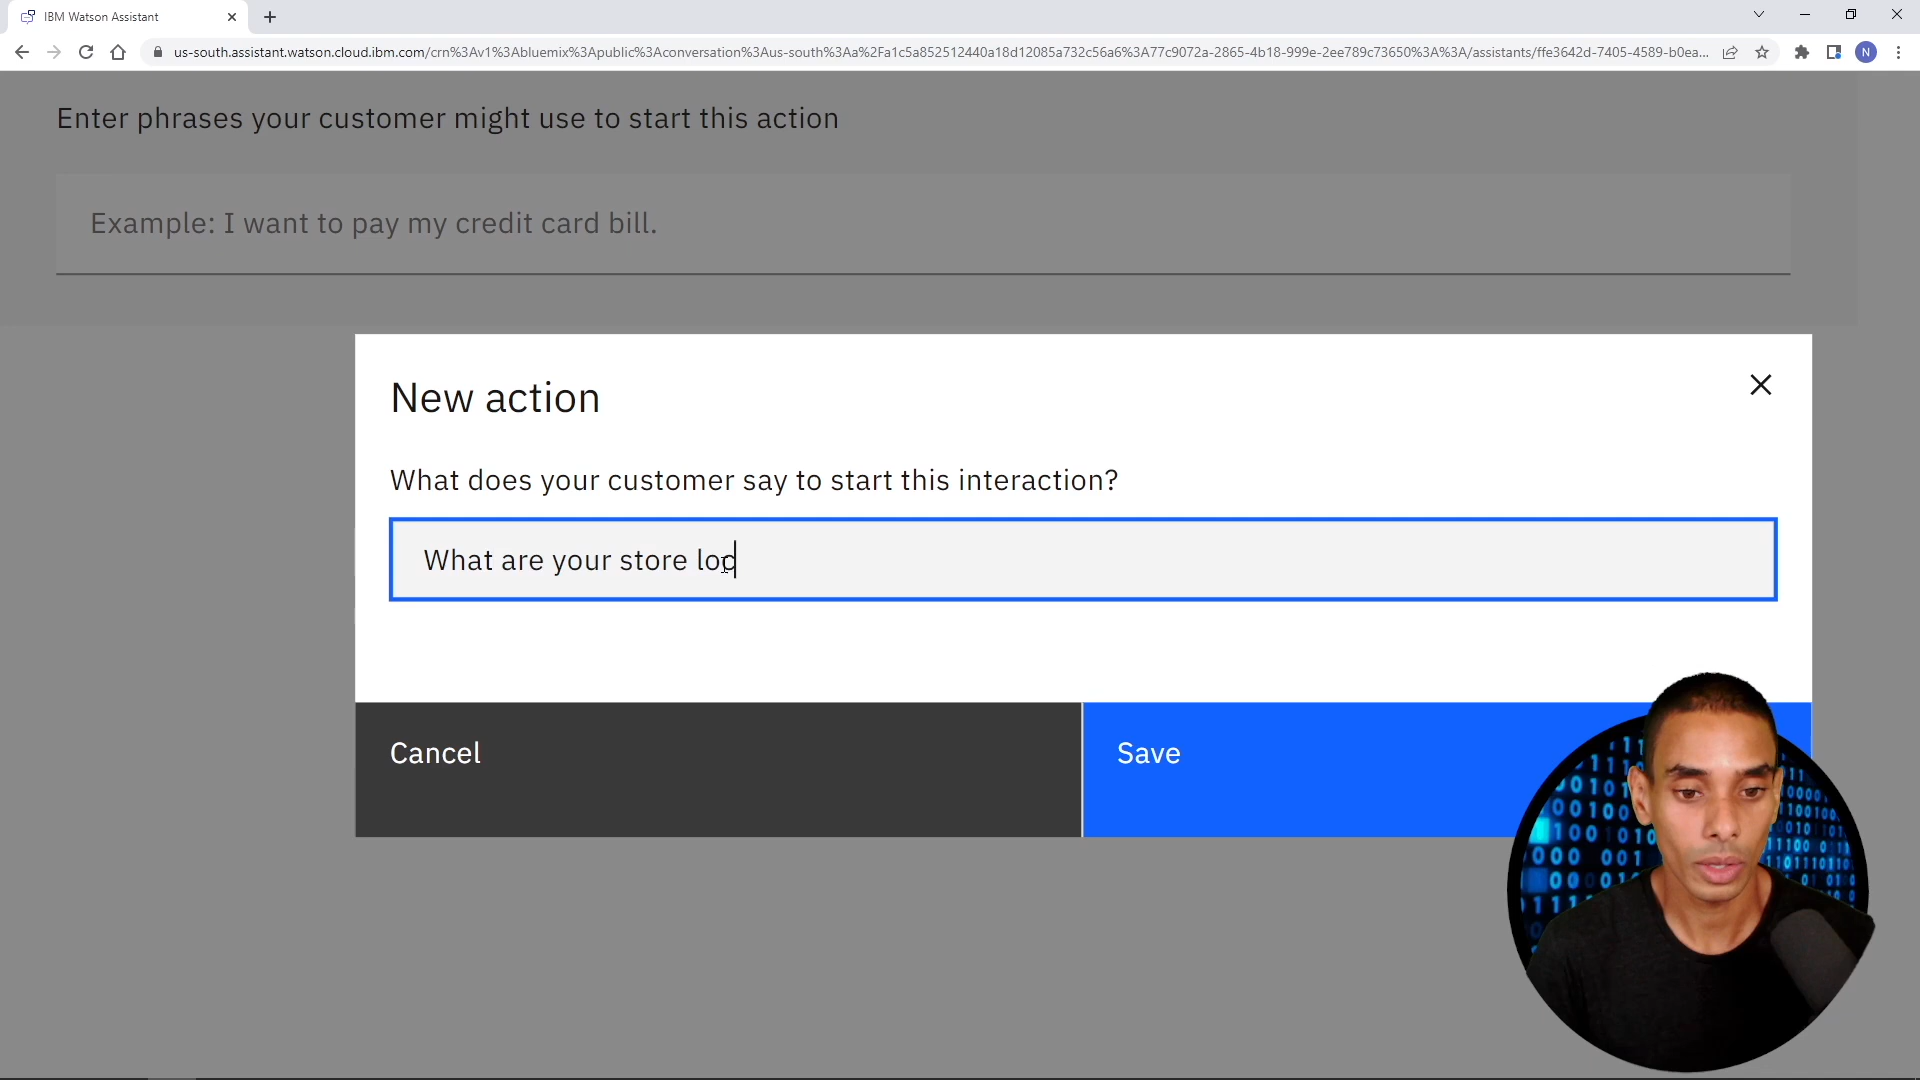 IBM Watson Assistant
us-south.assistant.watson.cloud.ibm.com/crn%3Av1%3Abluemix%3Apublic%3Aconversation%3Aus-south%3Aa%2Fa1c5a852512440a18d12085a732c56a6%3A77c9072a-2865-4b18-999e-2ee789c73650%3A%3A/assistants/ffe3642d-7405-4589-b0ea...
N
Enter phrases your customer might use to start this action
Example: I want to pay my credit card bill.
New action
What does your customer say to start this interaction?
What are your store loc
Cancel
Save